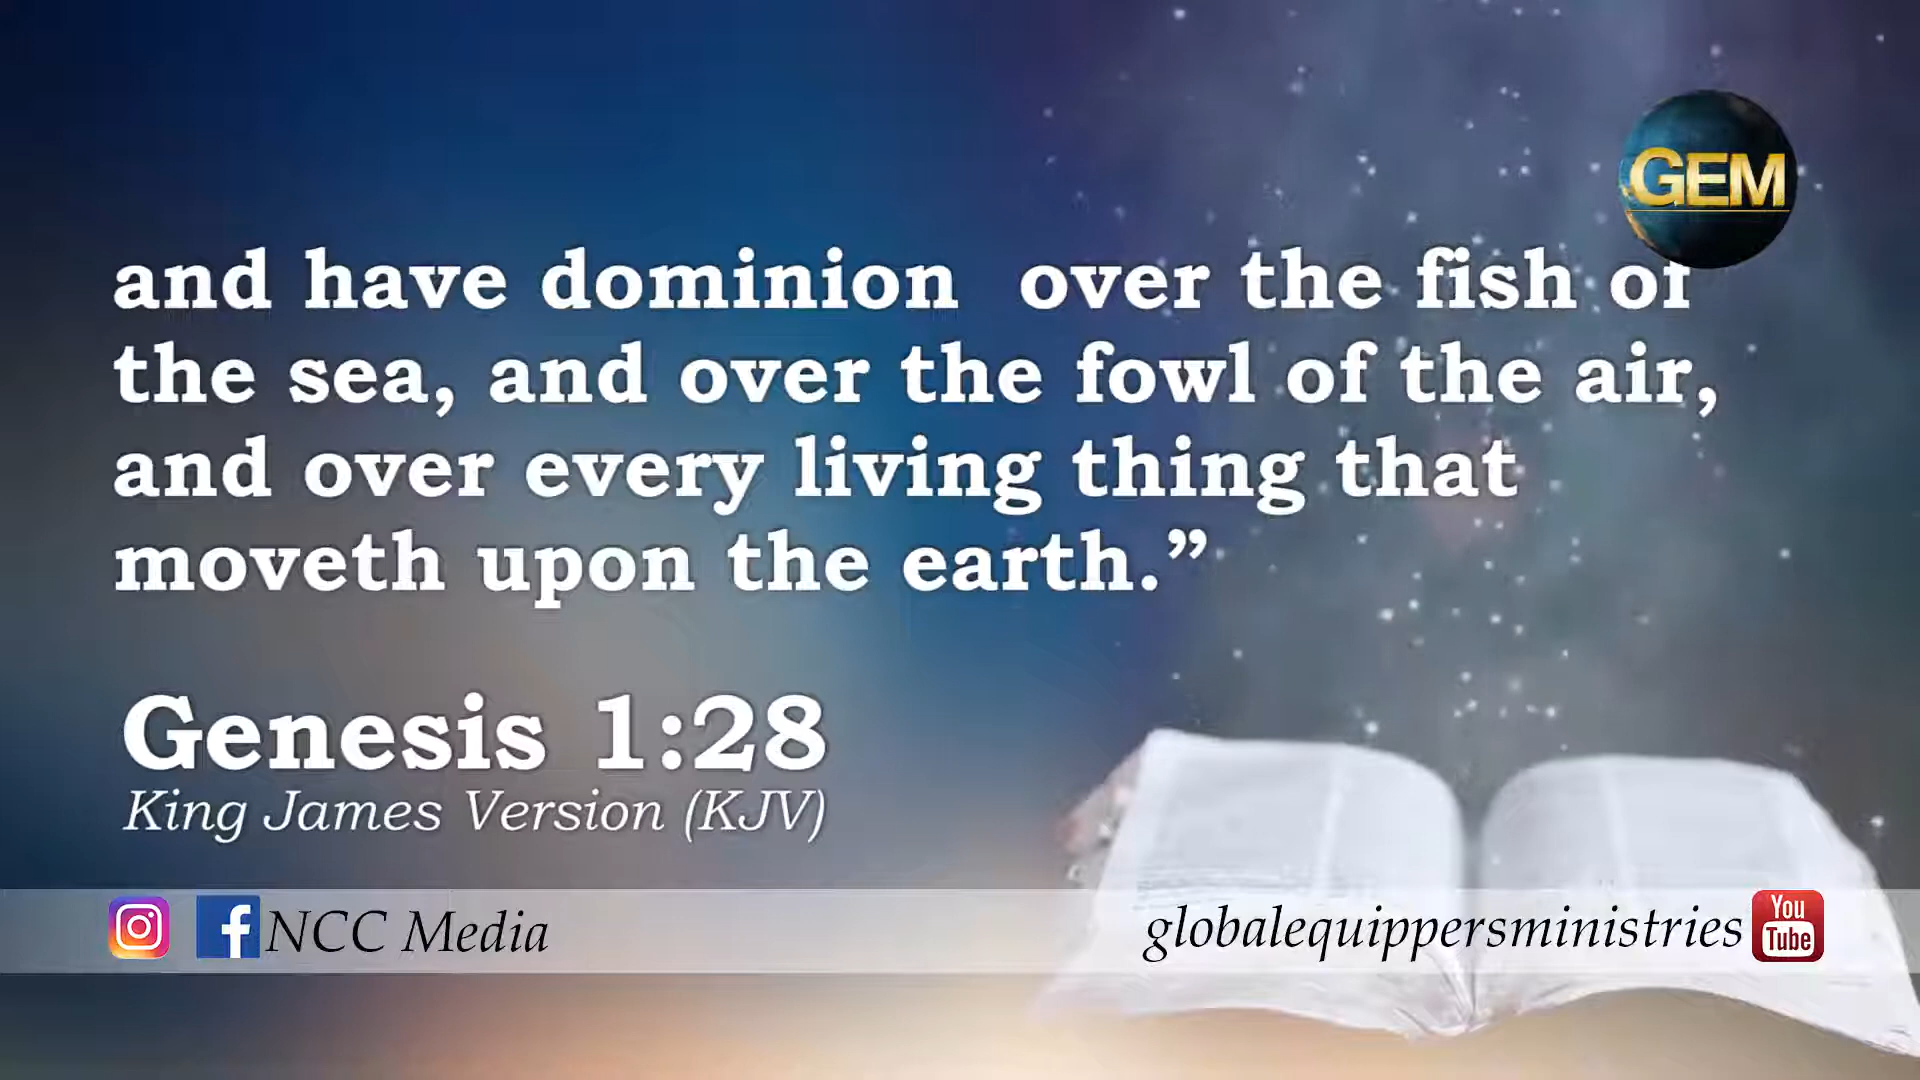 GEM
and have dominion  over the fish of
the sea, and over the fowl of the air,
and over every living thing that
moveth upon the earth.”
Genesis 1:28
King James Version (KJV)
NCC Media
globalequippersministries
You
Tube